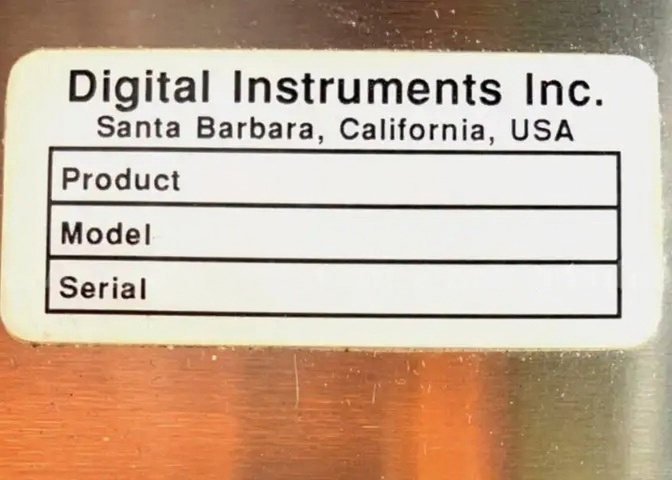 Digital Instruments Inc.
Santa Barbara, California, USA
Product
Model
Serial